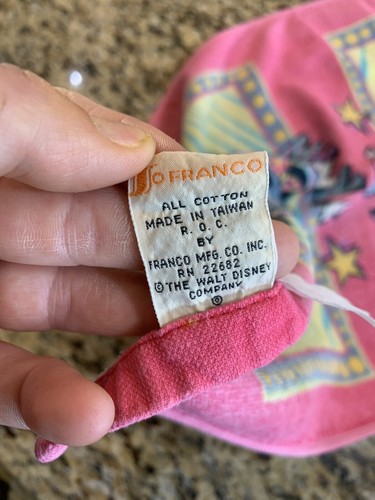 FRANCO
ALL COTTON
MADE IN TAIWAN
R. O. C.
BY
FRANCO MFG. CO. INC.
RN 22682
© THE WALT DISNEY
COMPANY